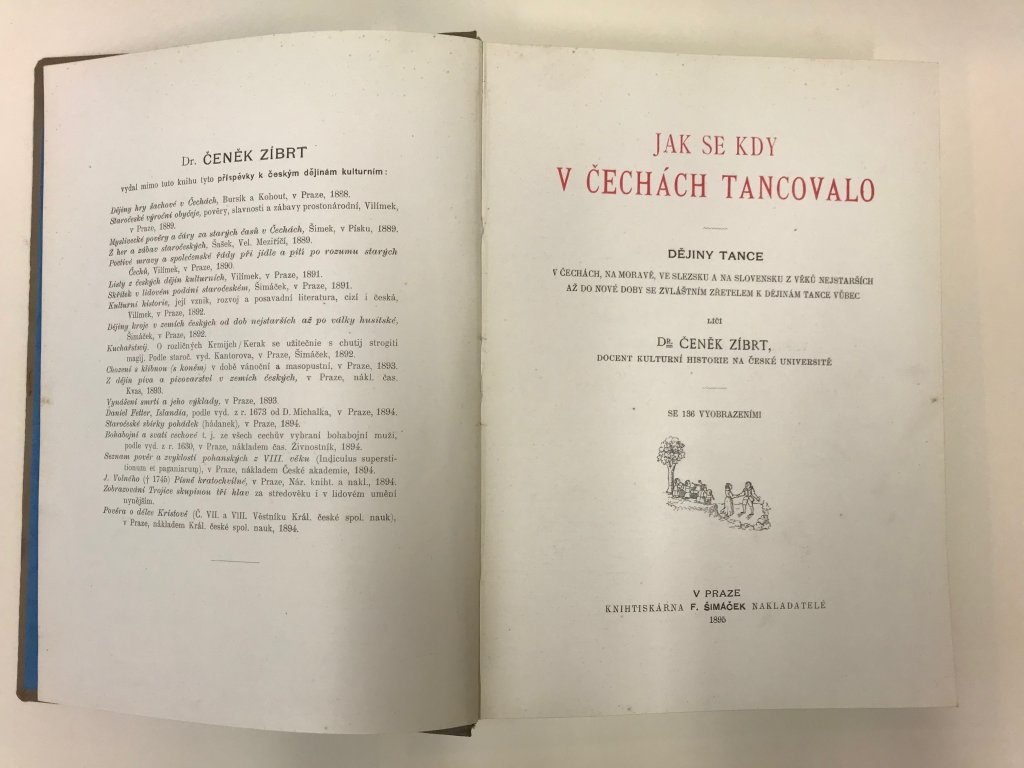 Dr. ČENĚK ZÍBRT
vydal mimo tuto knihu tyto příspěvky k českým dějinám kulturním:
Dějiny hry šachové v Čechách, Bursík a Kohout, v Praze, 1888.
Staročeské výroční obyčeje, pověry, slavnosti a zábavy prostonárodní, Vilímek,
v Praze, 1889.
Myslivecké pověry a čáry za starých časů v Čechách, Šimek, v Písku, 1889.
Z her a zábav staročeských, Šašek, Vel. Meziříčí, 1889.
Poctivé mravy a společenské řády při jídle a pití po rozumu starých
Čechů, Vilímek, v Praze, 1890.
Listy z českých dějin kulturních, Vilímek, v Praze, 1891.
Skřítek v lidovém podání staročeském, Šimáček, v Praze, 1891.
Kulturní historie, její vznik, rozvoj a posavadní literatura, cizí i česká,
Vilímek, v Praze, 1892.
Dějiny kroje v zemích českých od dob nejstarších až po války husitské,
Šimáček, v Praze, 1892.
Kuchařstvij. O rozličných Krmijch / Kerak se užitečnie s chutij strogiti
magij. Podle staroč. vyd. Kantorova, v Praze, Šimáček, 1892.
Chození s klibnou (s koněm) v době vánoční a masopustní, v Praze, 1893.
Z dějin piva a pivovarství v zemích českých, v Praze, nákl. čas.
Kvas, 1893.
Vynášení smrti a jeho výklady, v Praze, 1893.
Daniel Fetter, Islandia, podle vyd. z r. 1673 od D. Michalka, v Praze, 1894.
Staročeské sbírky pohádek (hádanek), v Praze, 1894.
Bohabojní a svatí cechové t. j. ze všech cechův vybraní bohabojní muži,
podle vyd. z r. 1630, v Praze, nákladem čas. Živnostník, 1894.
Seznam pověr a zvyklostí pohanských z VIII. věku (Indiculus supersti-
tionum et paganiarum), v Praze, nákladem České akademie, 1894.
J. Volného († 1745) Písně kratochvilné, v Praze, Nár. kniht. a nakl., 1894.
Zobrazování Trojice skupinou tří hlav za středověku i v lidovém umění
nynějším.
Pověra o délce Kristově (Č. VII. a VIII. Věstníku Král. české spol. nauk),
v Praze, nákladem Král. české spol. nauk, 1894.
JAK SE KDY
V ČECHÁCH TANCOVALO
DĚJINY TANCE
V ČECHÁCH, NA MORAVĚ, VE SLEZSKU A NA SLOVENSKU Z VĚKŮ NEJSTARŠÍCH
AŽ DO NOVÉ DOBY SE ZVLÁŠTNÍM ZŘETELEM K DĚJINÁM TANCE VŮBEC
LÍČÍ
DR. ČENĚK ZÍBRT,
DOCENT KULTURNÍ HISTORIE NA ČESKÉ UNIVERSITĚ
SE 136 VYOBRAZENÍMI
V PRAZE
KNIHTISKÁRNA F. ŠIMÁČEK NAKLADATELÉ
1895